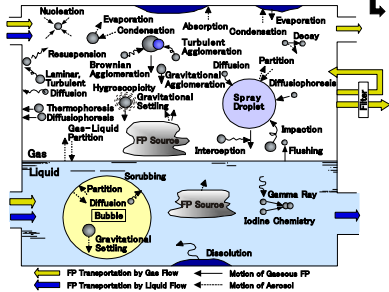 Nucleation
Evaporation
Condensation
Absorption
Evaporation
Condensation
Decay
Turbulent
Agglomeration
Resuspension
Brownian
Agglomeration
Gravitational
Agglomeration
Diffusion
Partition
Laminar,
Turbulent
Diffusion
Hygroscopicity
Gravitational
Settling
Diffusiophoresis
Spray
Droplet
Filter
Thermophoresis
Diffusiophoresis
Gas-Liquid
Partition
FP Source
Impaction
Interception
Flushing
Gas
Liquid
Scrubbing
Partition
Diffusion
Bubble
Gravitational
Settling
FP Source
Gamma Ray
Iodine Chemistry
Dissolution
FP Transportation by Gas Flow
Motion of Gaseous FP
FP Transportation by Liquid Flow
Motion of Aerosol